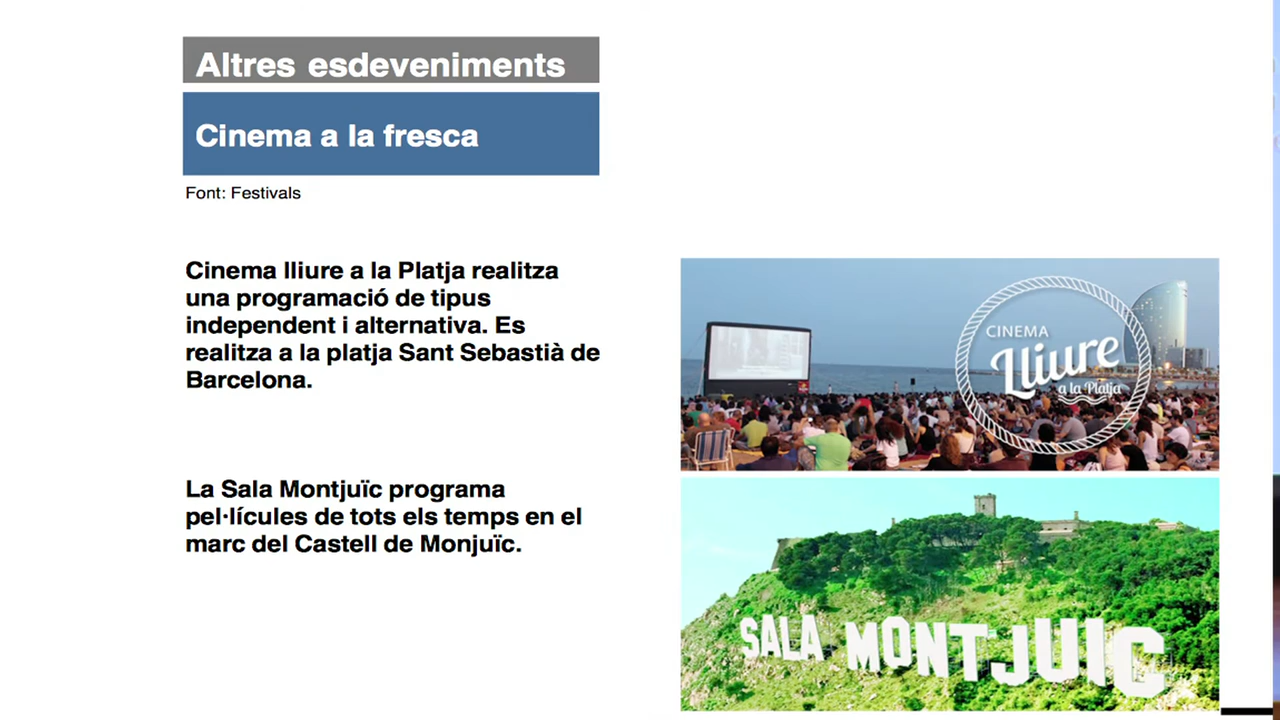 Altres esdeveniments
Cinema a la fresca
Font: Festivals
Cinema lliure a la Platja realitza
una programació de tipus
independent i alternativa. Es
realitza a la platja Sant Sebastià de
Barcelona.
La Sala Montjuïc programa
pel·lícules de tots els temps en el
marc del Castell de Monjuïc.
CINEMA
Lliure
a la Platja
SALA MONTJUIC